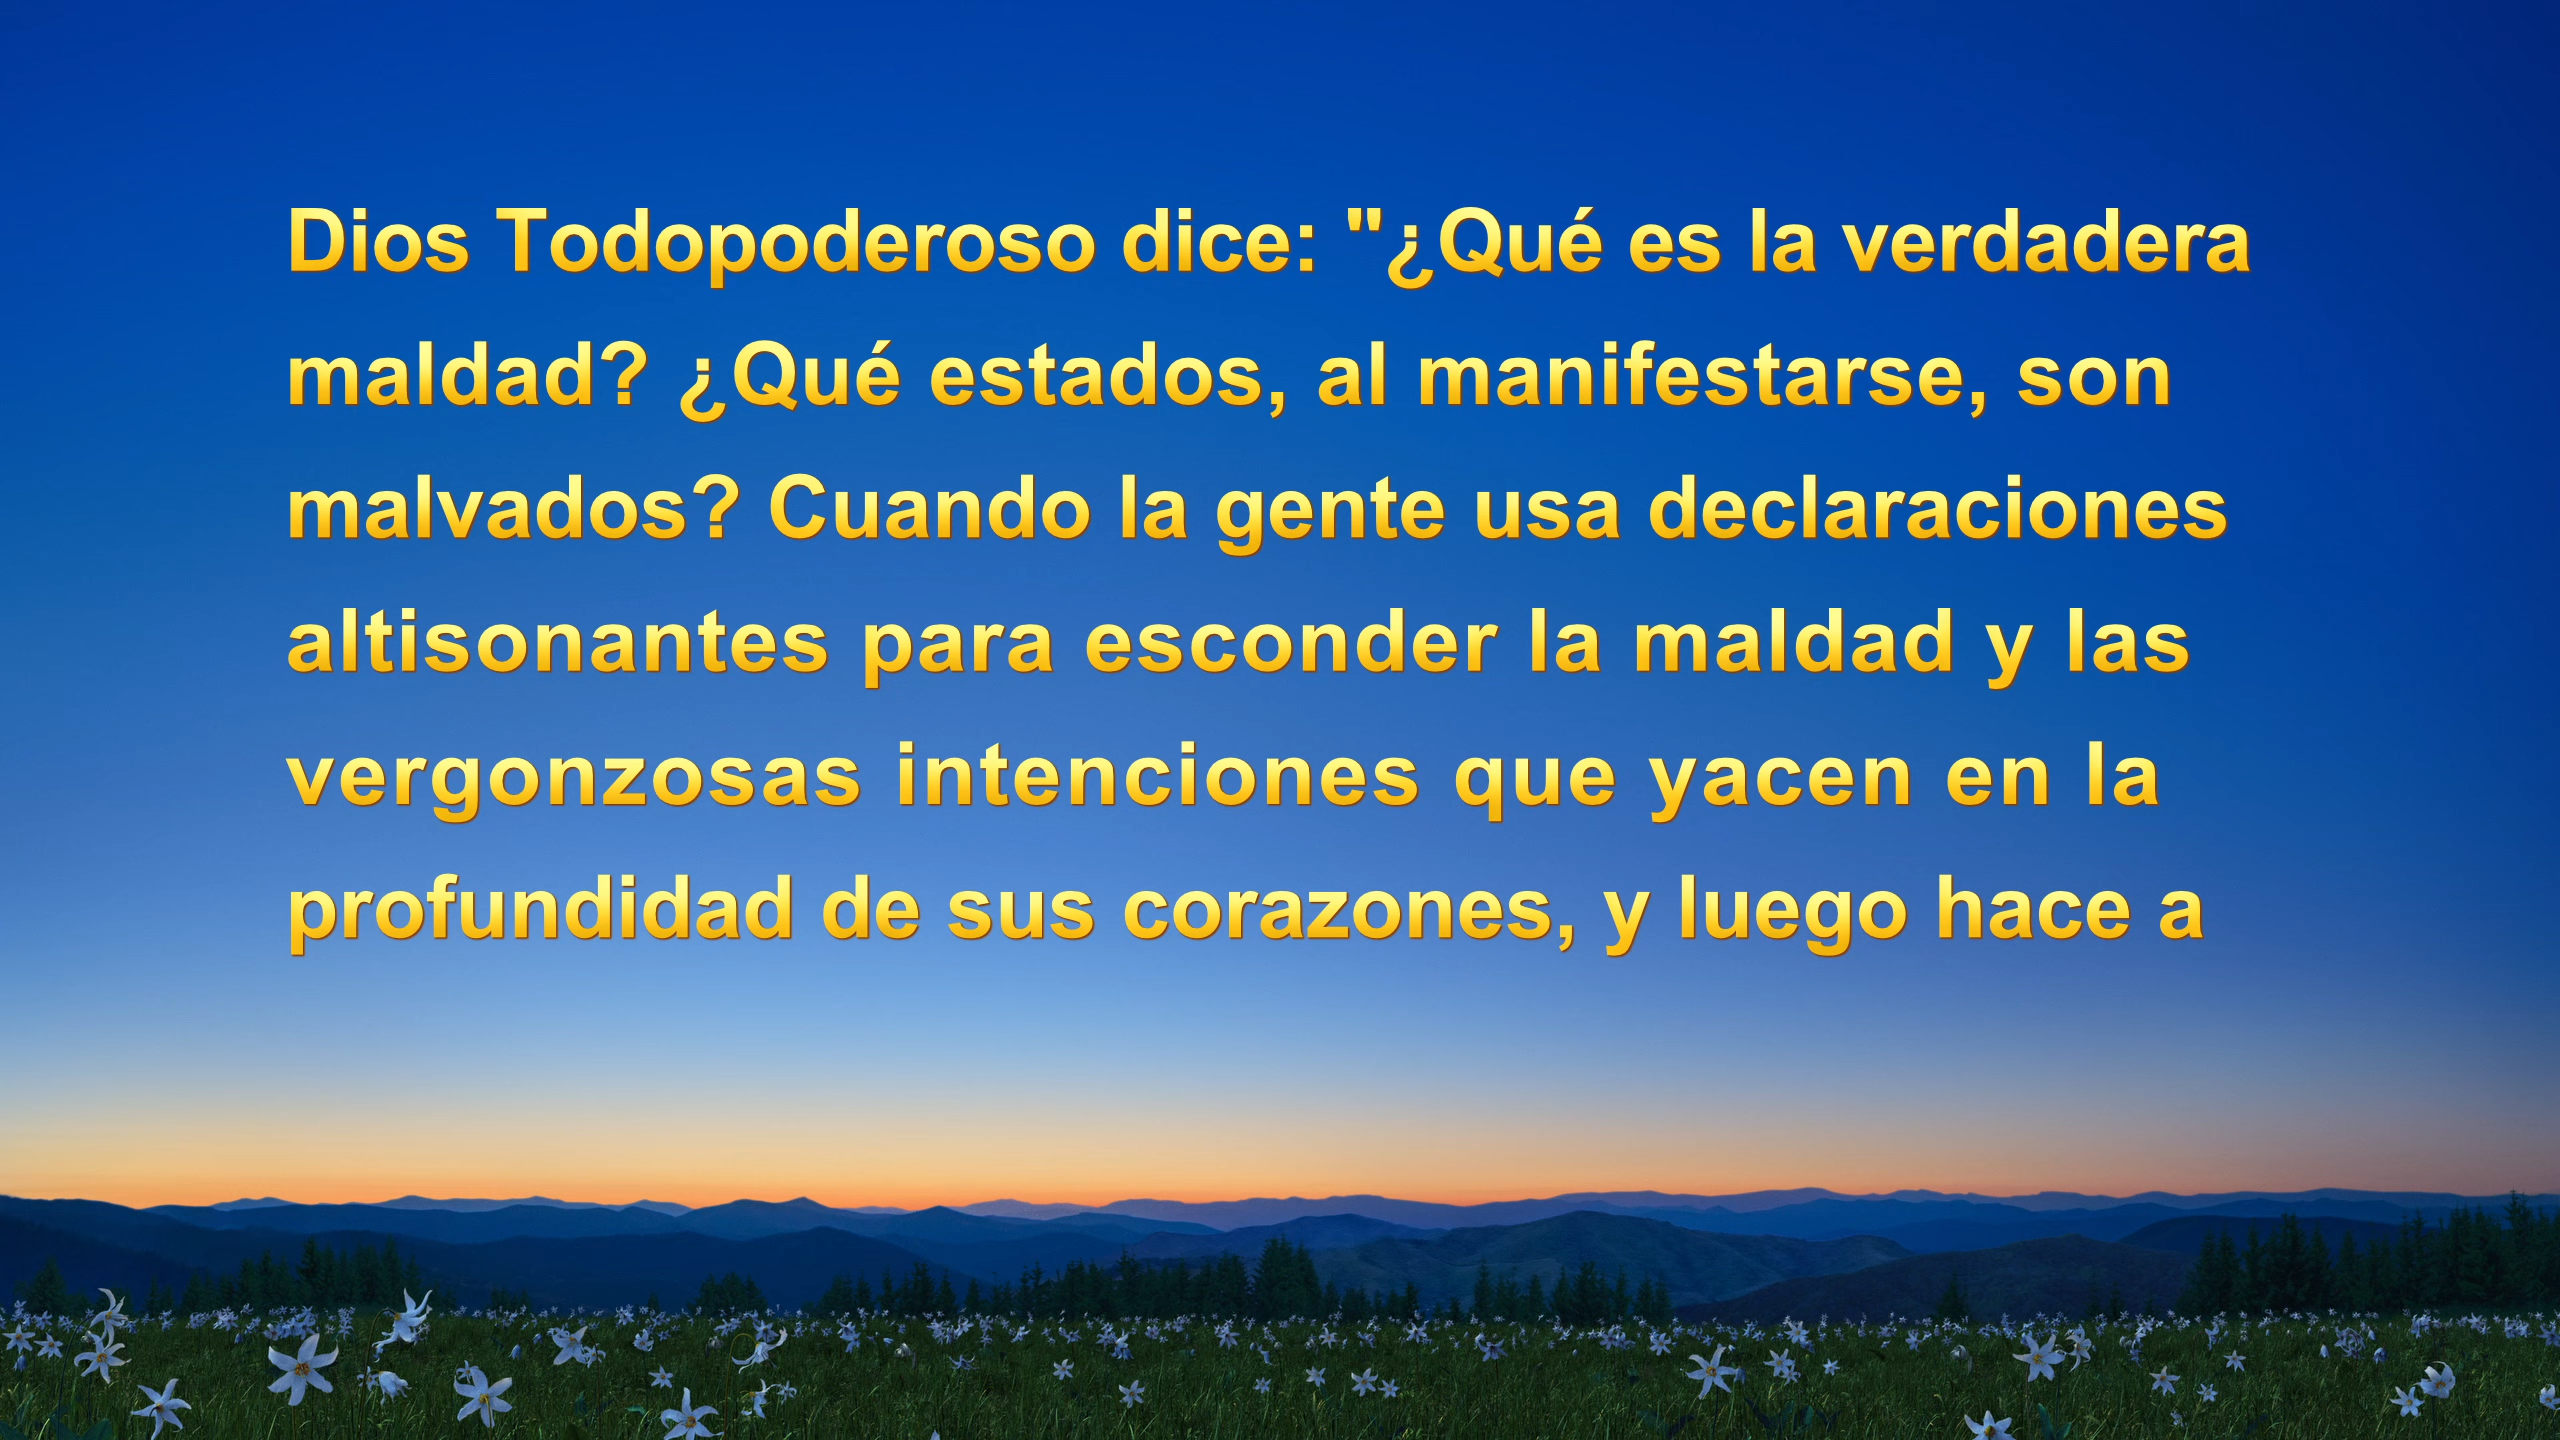 Dios Todopoderoso dice: "¿Qué es la verdadera
maldad? ¿Qué estados, al manifestarse, son
malvados? Cuando la gente usa declaraciones
altisonantes para esconder la maldad y las
vergonzosas intenciones que yacen en la
profundidad de sus corazones, y luego hace a